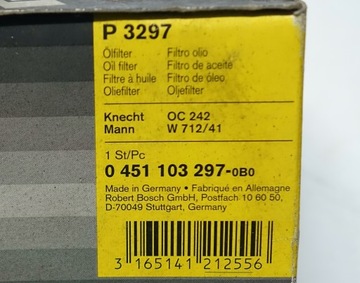 P 3297
Ölfilter Filtro olio
Oil filter Filtro de aceite
Filtre à huile Filtro de óleo
Oliefilter Oljefilter
Knecht OC 242
Mann W 712/41
1 St/Pc
0 451 103 297-0B0
Made in Germany • Fabriqué en Allemagne
Robert Bosch GmbH, Postfach 10 60 50,
D-70049 Stuttgart, Germany
3 165141 212556